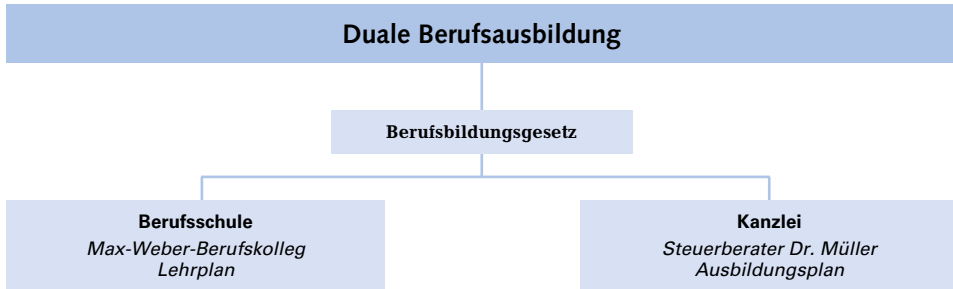 Duale Berufsausbildung
Berufsbildungsgesetz
Berufsschule
Max-Weber-Berufskolleg
Lehrplan
Kanzlei
Steuerberater Dr. Müller
Ausbildungsplan